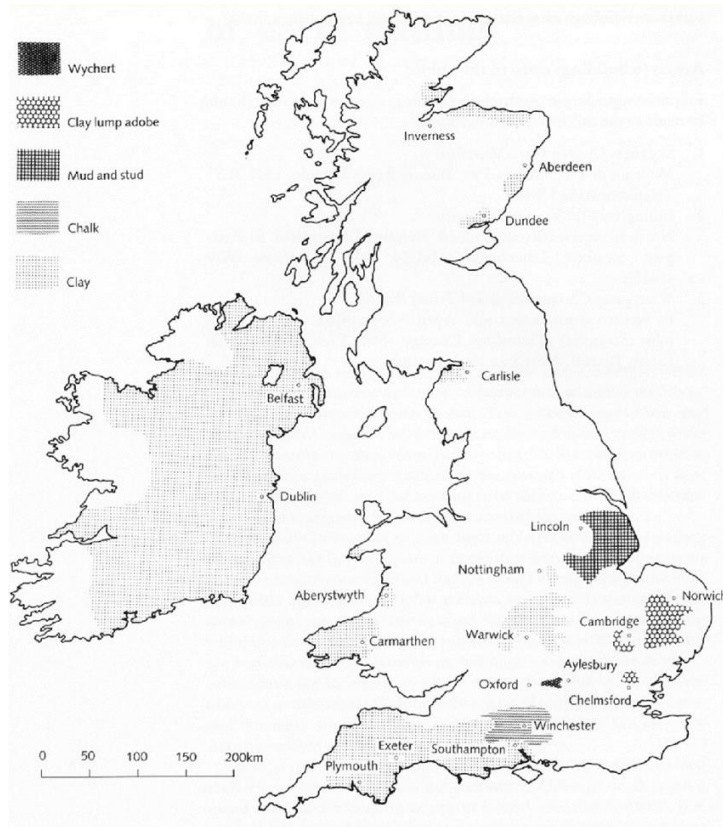 Wychert
Clay lump adobe
Mud and stud
Chalk
Clay
Inverness
Aberdeen
Dundee
Carlisle
Belfast
Dublin
Lincoln
Nottingham
Aberystwyth
Norwich
Cambridge
Warwick
Carmarthen
Aylesbury
Oxford
Chelmsford
Winchester
Southampton
Exeter
Plymouth
0 50 100 150 200km